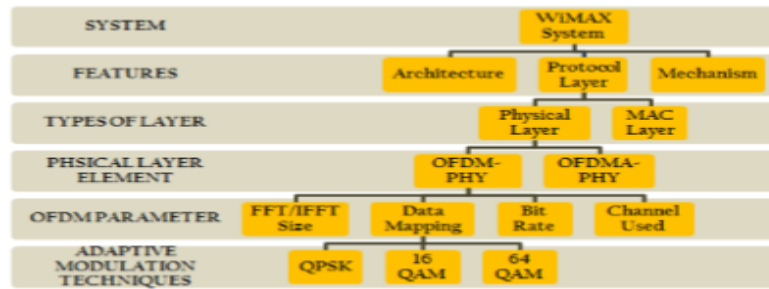 SYSTEM
WiMAX
System
FEATURES
Architecture
Protocol
Layer
Mechanism
TYPES OF LAYER
Physical
Layer
MAC
Layer
PHSICAL LAYER
ELEMENT
OFDM-
PHY
OFDMA-
PHY
OFDM PARAMETER
FFT/IFFT
Size
Data
Mapping
Bit
Rate
Channel
Used
ADAPTIVE
MODULATION
TECHNIQUES
QPSK
16
QAM
64
QAM